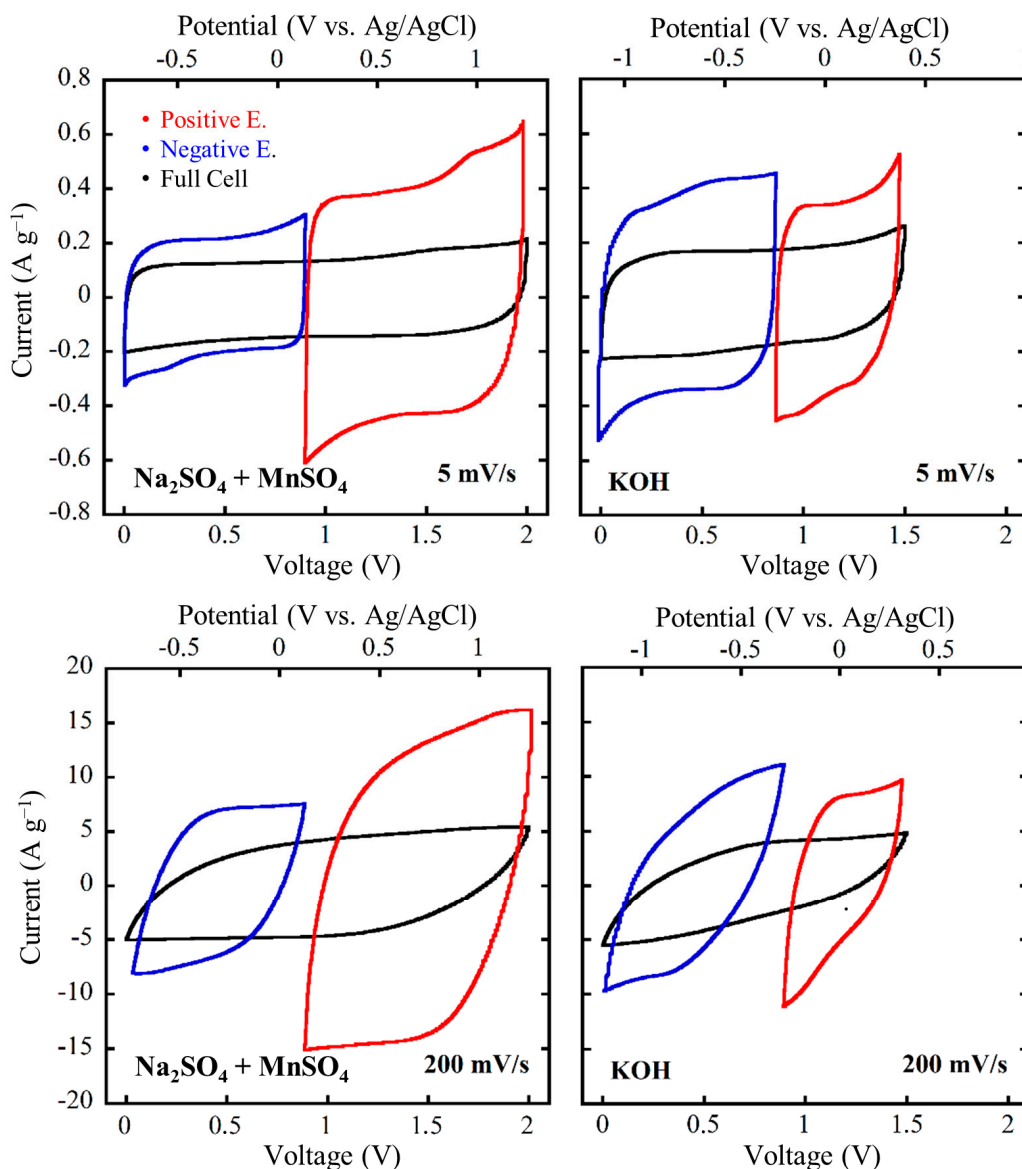 Potential (V vs. Ag/AgCl)
-0.5 0 0.5 1
Potential (V vs. Ag/AgCl)
-1 -0.5 0 0.5 1
Current (A g⁻¹)
0.8
0.6
0.4
0.2
0
-0.2
-0.4
-0.6
-0.8
• Positive E.
• Negative E.
• Full Cell
Na₂SO₄ + MnSO₄
5 mV/s
0 0.5 1 1.5 2
Voltage (V)
KOH
5 mV/s
0 0.5 1 1.5 2
Voltage (V)
Potential (V vs. Ag/AgCl)
-0.5 0 0.5 1
Potential (V vs. Ag/AgCl)
-1 -0.5 0 0.5
Current (A g⁻¹)
20
15
10
5
0
-5
-10
-15
-20
Na₂SO₄ + MnSO₄
200 mV/s
0 0.5 1 1.5 2
Voltage (V)
KOH
200 mV/s
0 0.5 1 1.5 2
Voltage (V)